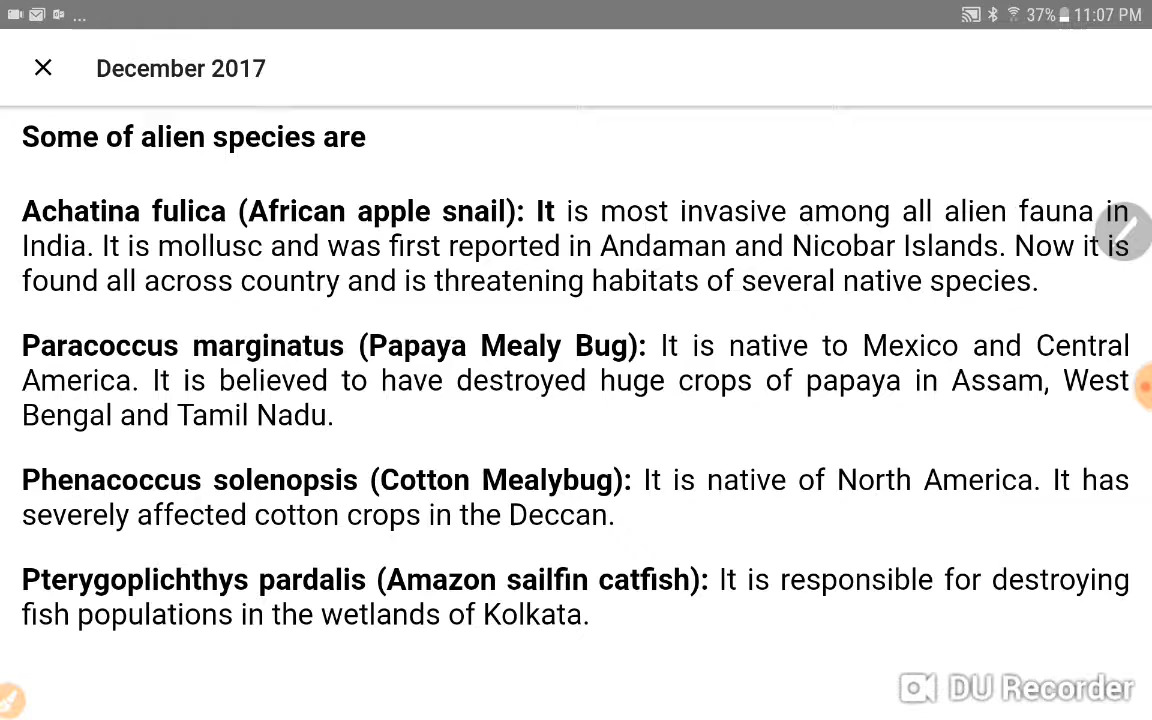 ... 37% 11:07 PM
× December 2017
Some of alien species are
Achatina fulica (African apple snail): It is most invasive among all alien fauna in
India. It is mollusc and was first reported in Andaman and Nicobar Islands. Now it is
found all across country and is threatening habitats of several native species.
Paracoccus marginatus (Papaya Mealy Bug): It is native to Mexico and Central
America. It is believed to have destroyed huge crops of papaya in Assam, West
Bengal and Tamil Nadu.
Phenacoccus solenopsis (Cotton Mealybug): It is native of North America. It has
severely affected cotton crops in the Deccan.
Pterygoplichthys pardalis (Amazon sailfin catfish): It is responsible for destroying
fish populations in the wetlands of Kolkata.
DU Recorder